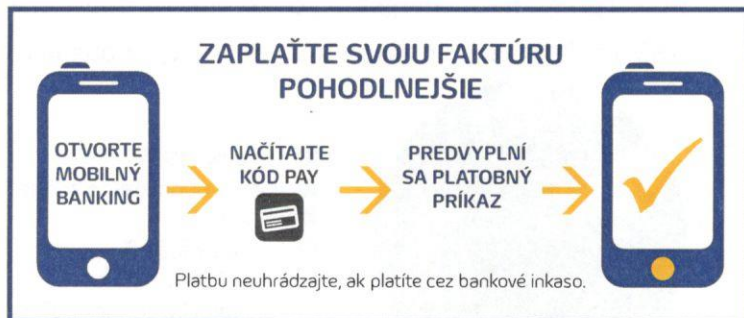 ZAPLAŤTE SVOJU FAKTÚRU
POHODLNEJŠIE
OTVORTE
MOBILNÝ
BANKING
NAČÍTAJTE
KÓD PAY
PREDVYPLNÍ
SA PLATOBNÝ
PRÍKAZ
Platbu neuhrádzajte, ak platíte cez bankové inkaso.